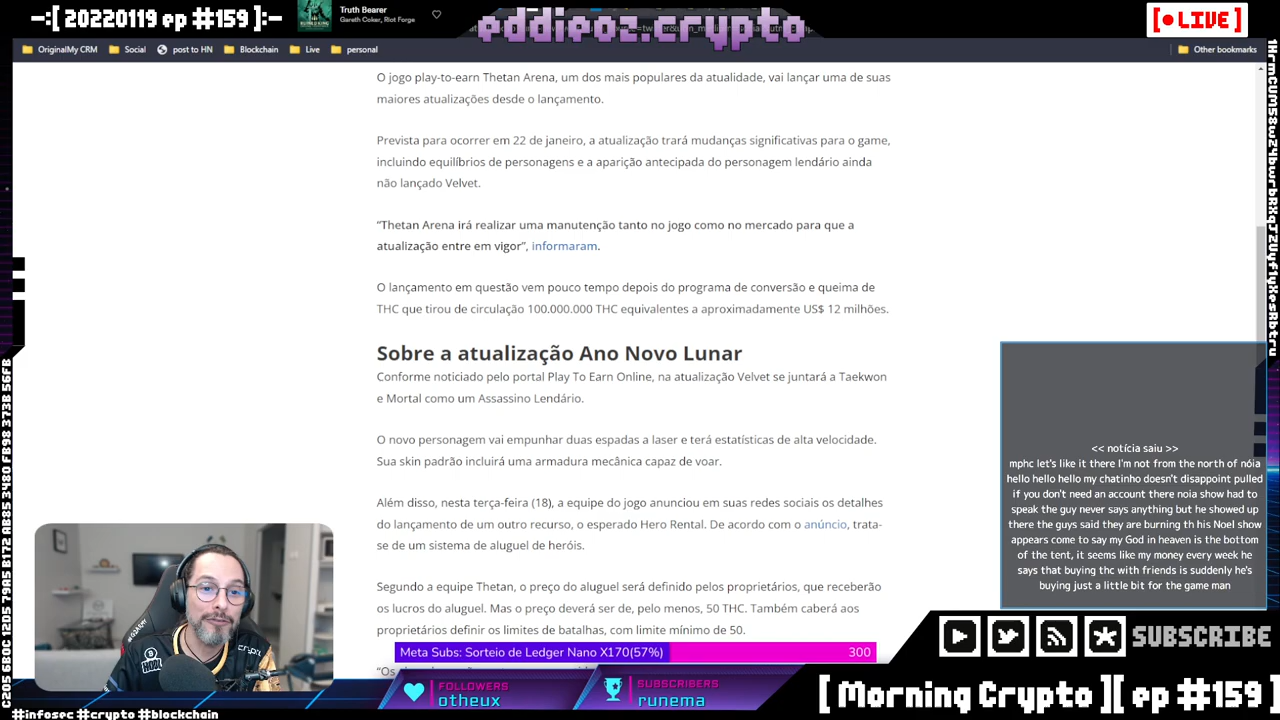 -:[ 20220119 ep #159 ]:-
Truth Bearer
Gareth Coker, Riot Forge
eddieoz.crypto
[● LIVE ]
OriginalMy CRM
Social
post to HN
Blockchain
Live
personal
Other bookmarks
O jogo play-to-earn Thetan Arena, um dos mais populares da atualidade, vai lançar uma de suas
maiores atualizações desde o lançamento.
Prevista para ocorrer em 22 de janeiro, a atualização trará mudanças significativas para o game,
incluindo equilíbrios de personagens e a aparição antecipada do personagem lendário ainda
não lançado Velvet.
“Thetan Arena irá realizar uma manutenção tanto no jogo como no mercado para que a
atualização entre em vigor”, informaram.
O lançamento em questão vem pouco tempo depois do programa de conversão e queima de
THC que tirou de circulação 100.000.000 THC equivalentes a aproximadamente US$ 12 milhões.
Sobre a atualização Ano Novo Lunar
Conforme noticiado pelo portal Play To Earn Online, na atualização Velvet se juntará a Taekwon
e Mortal como um Assassino Lendário.
O novo personagem vai empunhar duas espadas a laser e terá estatísticas de alta velocidade.
Sua skin padrão incluirá uma armadura mecânica capaz de voar.
Além disso, nesta terça-feira (18), a equipe do jogo anunciou em suas redes sociais os detalhes
do lançamento de um outro recurso, o esperado Hero Rental. De acordo com o anúncio, trata-
se de um sistema de aluguel de heróis.
Segundo a equipe Thetan, o preço do aluguel será definido pelos proprietários, que receberão
os lucros do aluguel. Mas o preço deverá ser de, pelo menos, 50 THC. Também caberá aos
proprietários definir os limites de batalhas, com limite mínimo de 50.
<< notícia saiu >>
mphc let's like it there I'm not from the north of nóia
hello hello hello my chatinho doesn't disappoint pulled
if you don't need an account there noia show had to
speak the guy never says anything but he showed up
there the guys said they are burning th his Noel show
appears come to say my God in heaven is the bottom
of the tent, it seems like my money every week he
says that buying thc with friends is suddenly he's
buying just a little bit for the game man
Meta Subs: Sorteio de Ledger Nano X170(57%)
300
FOLLOWERS
otheux
SUBSCRIBERS
runema
SUBSCRIBE
[ Morning Crypto ][ ep #159 ]
#infosec #crypto #blockchain